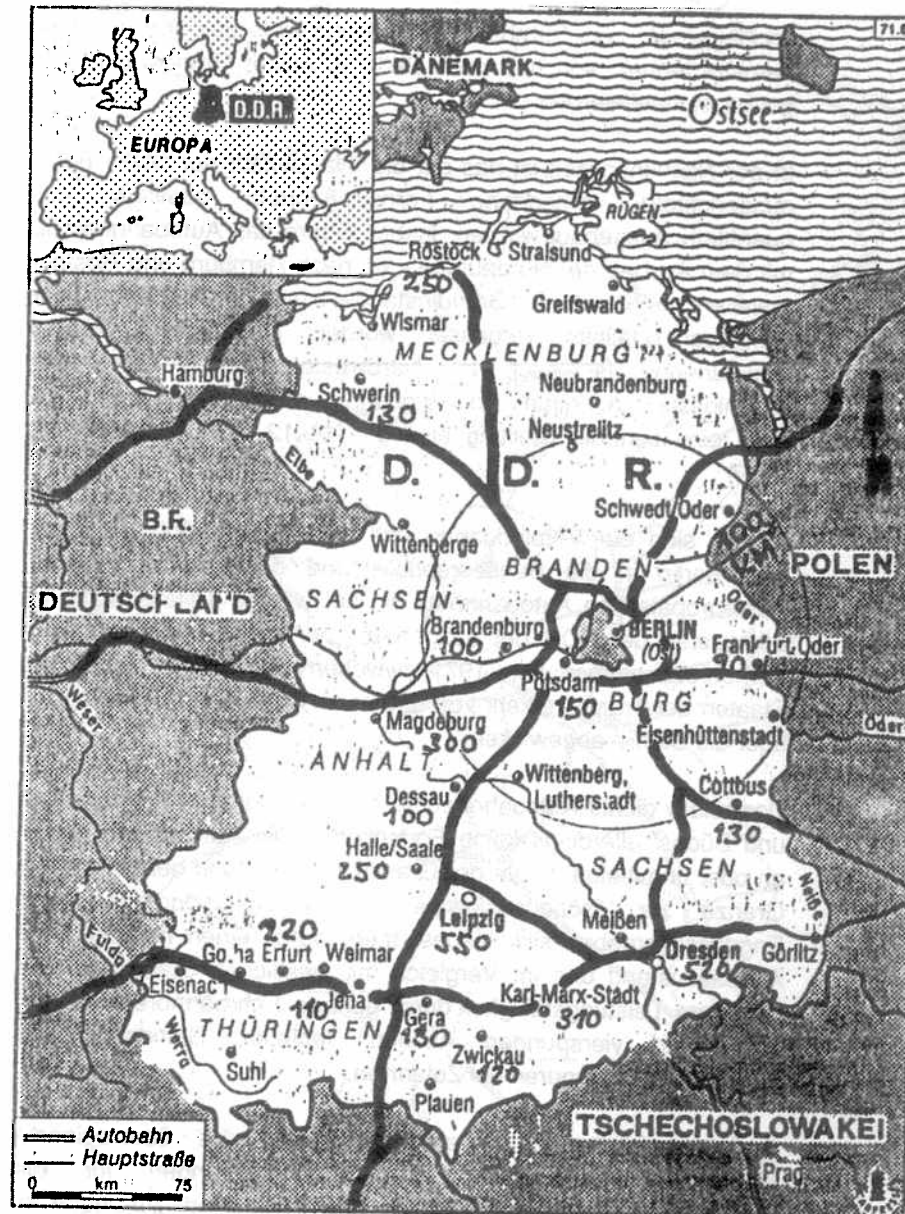 71.6
DÄNEMARK
Ostsee
D.D.R.
EUROPA
RÜGEN
Rostock
Stralsund
250
Greifswald
Wismar
MECKLENBURG
Hamburg
Schwerin
130
Neubrandenburg
Neustrelitz
Elbe
D. D. R.
B.R.
Schwedt/Oder
Wittenberge
100
KM
BRANDEN
POLEN
DEUTSCHLAND
SACHSEN
Oder
Brandenburg
100
BERLIN
(Ost)
Frankfurt/Oder
90
Potsdam
150
BURG
Weser
Magdeburg
300
Eisenhüttenstadt
Oder
ANHALT
Wittenberg,
Lutherstadt
Dessau
100
Cottbus
130
Halle/Saale
250
SACHSEN
Neiße
Leipzig
550
Meißen
Fulda
220
Gotha Erfurt
Weimar
Dresden
520
Görlitz
Eisenach
110
Jena
Karl-Marx-Stadt
310
Gera
130
THÜRINGEN
Werra
Zwickau
120
Suhl
Plauen
TSCHECHOSLOWAKEI
Autobahn
Hauptstraße
0 km 75
Prag